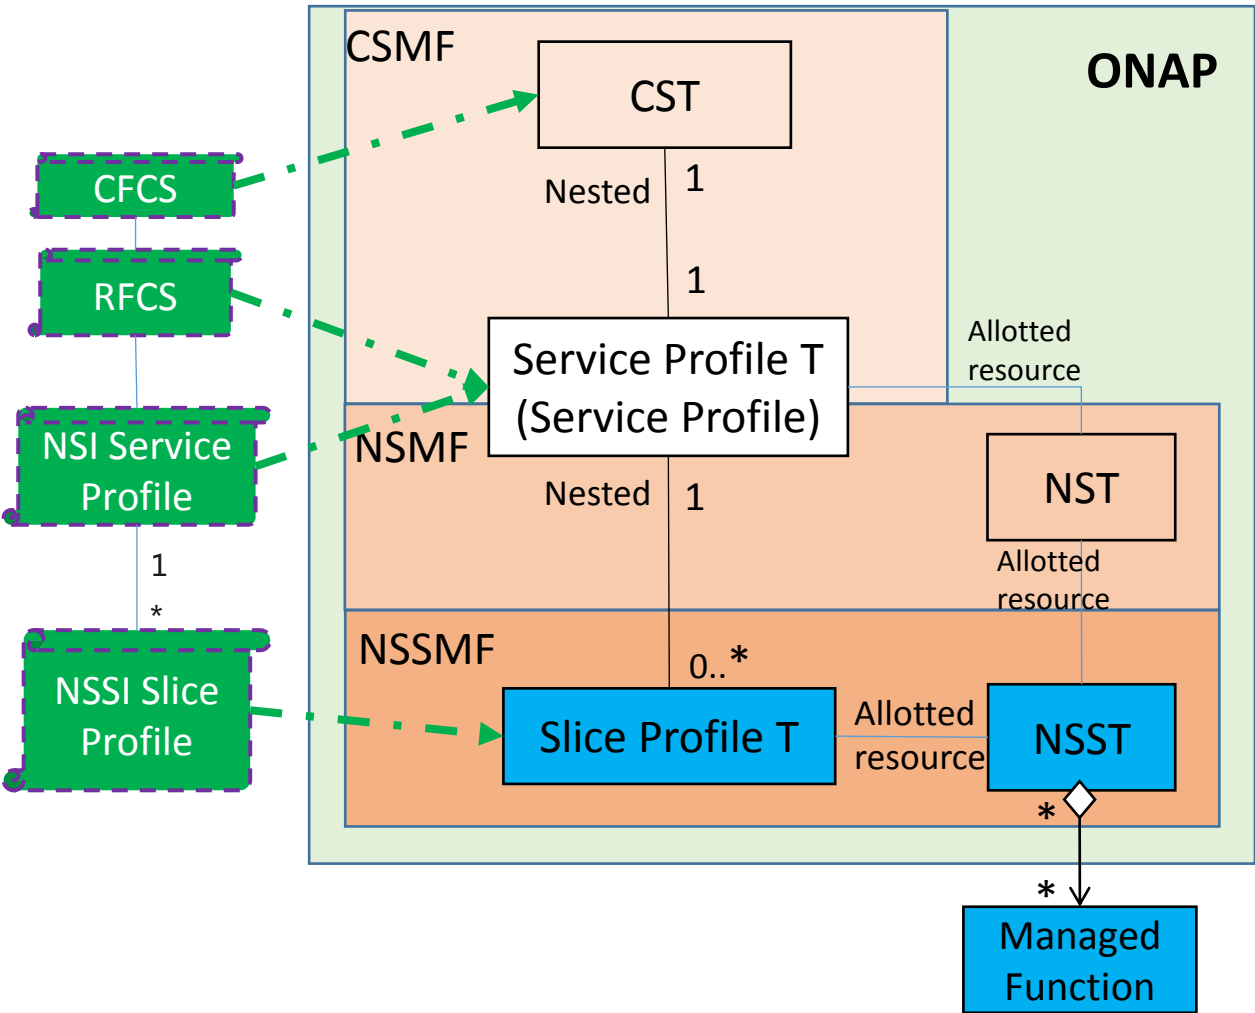 CSMF
CST
ONAP
CFCS
Nested
1
RFCS
1
Service Profile T
(Service Profile)
Allotted
resource
NSI Service
Profile
NSMF
Nested
1
NST
1
*
Allotted
resource
NSSMF
0..*
NSSI Slice
Profile
Slice Profile T
Allotted
resource
NSST
*
*
Managed
Function